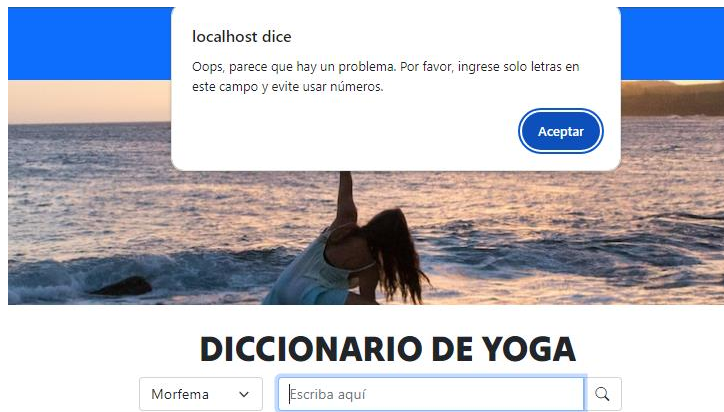 localhost dice
Oops, parece que hay un problema. Por favor, ingrese solo letras en
este campo y evite usar números.
Aceptar
DICCIONARIO DE YOGA
Morfema
Escriba aquí